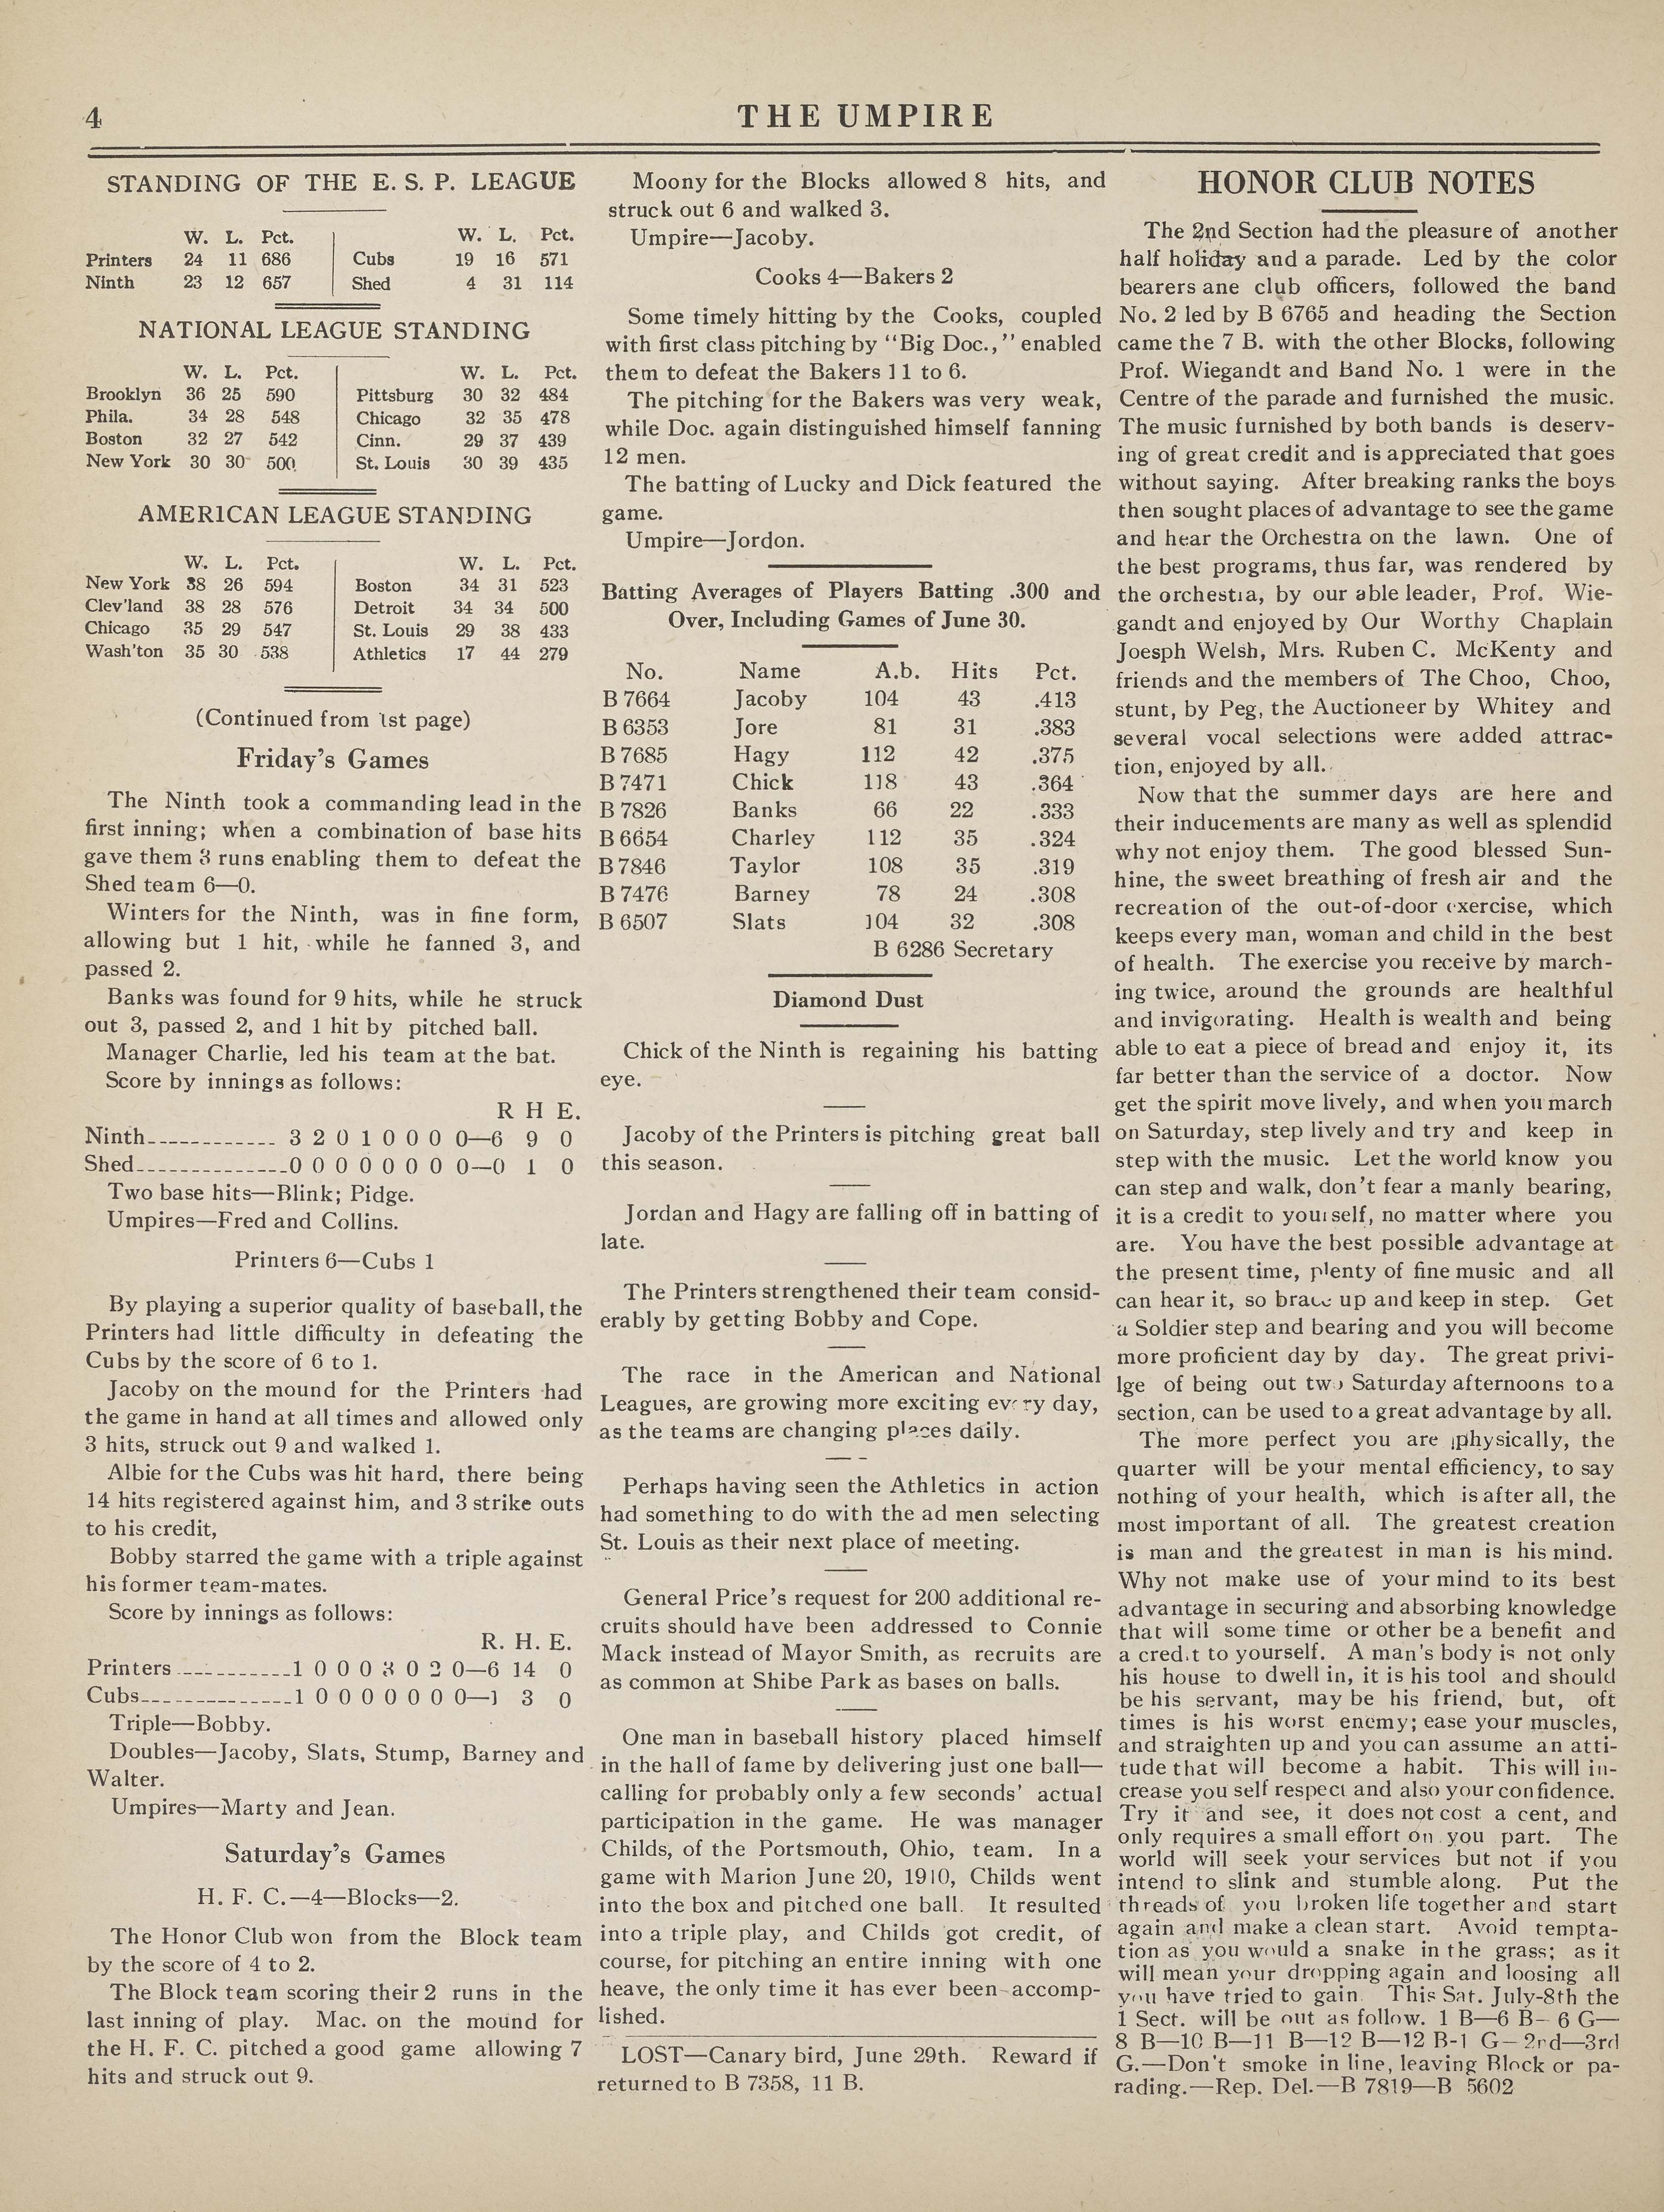 4
THE UMPIRE
STANDING OF THE E. S. P. LEAGUE
W. L. Pct. W. L. Pct.
Printers 24 11 686 Cubs 19 16 571
Ninth 23 12 657 Shed 4 31 114
NATIONAL LEAGUE STANDING
W. L. Pct. W. L. Pct.
Brooklyn 36 25 590 Pittsburg 30 32 484
Phila. 34 28 548 Chicago 32 35 478
Boston 32 27 542 Cinn. 29 37 439
New York 30 30 500 St. Louis 30 39 435
AMER1CAN LEAGUE STANDING
W. L. Pct. W. L. Pct.
New York 38 26 594 Boston 34 31 523
Clev'land 38 28 576 Detroit 34 34 500
Chicago 35 29 547 St. Louis 29 38 433
Wash'ton 35 30 538 Athletics 17 44 279
(Continued from 1st page)
Friday's Games
The Ninth took a commanding lead in the
first inning; when a combination of base hits
gave them 3 runs enabling them to defeat the
Shed team 6—0.
Winters for the Ninth, was in fine form,
allowing but 1 hit, while he fanned 3, and
passed 2.
Banks was found for 9 hits, while he struck
out 3, passed 2, and 1 hit by pitched ball.
Manager Charlie, led his team at the bat.
Score by innings as follows:
R H E.
Ninth------------- 3 2 0 1 0 0 0 0—6 9 0
Shed---------------0 0 0 0 0 0 0 0—0 1 0
Two base hits—Blink; Pidge.
Umpires—Fred and Collins.
Printers 6—Cubs 1
By playing a superior quality of baseball, the
Printers had little difficulty in defeating the
Cubs by the score of 6 to 1.
Jacoby on the mound for the Printers had
the game in hand at all times and allowed only
3 hits, struck out 9 and walked 1.
Albie for the Cubs was hit hard, there being
14 hits registered against him, and 3 strike outs
to his credit,
Bobby starred the game with a triple against
his former team-mates.
Score by innings as follows:
R. H. E.
Printers------------1 0 0 0 3 0 2 0—6 14 0
Cubs---------------1 0 0 0 0 0 0 0—1 3 0
Triple—Bobby.
Doubles—Jacoby, Slats, Stump, Barney and
Walter.
Umpires—Marty and Jean.
Saturday's Games
H. F. C.—4—Blocks—2.
The Honor Club won from the Block team
by the score of 4 to 2.
The Block team scoring their 2 runs in the
last inning of play. Mac. on the mound for
the H. F. C. pitched a good game allowing 7
hits and struck out 9.
Moony for the Blocks allowed 8 hits, and
struck out 6 and walked 3.
Umpire—Jacoby.
Cooks 4—Bakers 2
Some timely hitting by the Cooks, coupled
with first class pitching by "Big Doc.," enabled
them to defeat the Bakers 11 to 6.
The pitching for the Bakers was very weak,
while Doc. again distinguished himself fanning
12 men.
The batting of Lucky and Dick featured the
game.
Umpire—Jordon.
Batting Averages of Players Batting .300 and
Over, Including Games of June 30.
No. Name A.b. Hits Pct.
B 7664 Jacoby 104 43 .413
B 6353 Jore 81 31 .383
B 7685 Hagy 112 42 .375
B 7471 Chick 118 43 .364
B 7826 Banks 66 22 .333
B 6654 Charley 112 35 .324
B 7846 Taylor 108 35 .319
B 7476 Barney 78 24 .308
B 6507 Slats 104 32 .308
B 6286 Secretary
Diamond Dust
Chick of the Ninth is regaining his batting
eye.
Jacoby of the Printers is pitching great ball
this season.
Jordan and Hagy are falling off in batting of
late.
The Printers strengthened their team consid-
erably by getting Bobby and Cope.
The race in the American and National
Leagues, are growing more exciting every day,
as the teams are changing places daily.
Perhaps having seen the Athletics in action
had something to do with the ad men selecting
St. Louis as their next place of meeting.
General Price's request for 200 additional re-
cruits should have been addressed to Connie
Mack instead of Mayor Smith, as recruits are
as common at Shibe Park as bases on balls.
One man in baseball history placed himself
in the hall of fame by delivering just one ball—
calling for probably only a few seconds' actual
participation in the game. He was manager
Childs, of the Portsmouth, Ohio, team. In a
game with Marion June 20, 1910, Childs went
into the box and pitched one ball. It resulted
into a triple play, and Childs got credit, of
course, for pitching an entire inning with one
heave, the only time it has ever been accomp-
lished.
LOST—Canary bird, June 29th. Reward if
returned to B 7358, 11 B.
HONOR CLUB NOTES
The 2nd Section had the pleasure of another
half holiday and a parade. Led by the color
bearers ane club officers, followed the band
No. 2 led by B 6765 and heading the Section
came the 7 B. with the other Blocks, following
Prof. Wiegandt and Band No. 1 were in the
Centre of the parade and furnished the music.
The music furnished by both bands is deserv-
ing of great credit and is appreciated that goes
without saying. After breaking ranks the boys
then sought places of advantage to see the game
and hear the Orchestra on the lawn. One of
the best programs, thus far, was rendered by
the orchestra, by our able leader, Prof. Wie-
gandt and enjoyed by Our Worthy Chaplain
Joesph Welsh, Mrs. Ruben C. McKenty and
friends and the members of The Choo, Choo,
stunt, by Peg, the Auctioneer by Whitey and
several vocal selections were added attrac-
tion, enjoyed by all.
Now that the summer days are here and
their inducements are many as well as splendid
why not enjoy them. The good blessed Sun-
hine, the sweet breathing of fresh air and the
recreation of the out-of-door exercise, which
keeps every man, woman and child in the best
of health. The exercise you receive by march-
ing twice, around the grounds are healthful
and invigorating. Health is wealth and being
able to eat a piece of bread and enjoy it, its
far better than the service of a doctor. Now
get the spirit move lively, and when you march
on Saturday, step lively and try and keep in
step with the music. Let the world know you
can step and walk, don't fear a manly bearing,
it is a credit to yourself, no matter where you
are. You have the best possible advantage at
the present time, plenty of fine music and all
can hear it, so brace up and keep in step. Get
a Soldier step and bearing and you will become
more proficient day by day. The great privi-
lge of being out two Saturday afternoons to a
section, can be used to a great advantage by all.
The more perfect you are physically, the
quarter will be your mental efficiency, to say
nothing of your health, which is after all, the
most important of all. The greatest creation
is man and the greatest in man is his mind.
Why not make use of your mind to its best
advantage in securing and absorbing knowledge
that will some time or other be a benefit and
a credit to yourself. A man's body is not only
his house to dwell in, it is his tool and should
be his servant, may be his friend, but, oft
times is his worst enemy; ease your muscles,
and straighten up and you can assume an atti-
tude that will become a habit. This will in-
crease you self respect and also your confidence.
Try it and see, it does not cost a cent, and
only requires a small effort on you part. The
world will seek your services but not if you
intend to slink and stumble along. Put the
threads of you broken life together and start
again and make a clean start. Avoid tempta-
tion as you would a snake in the grass; as it
will mean your dropping again and loosing all
you have tried to gain. This Sat. July-8th the
1 Sect. will be out as follow. 1 B—6 B— 6 G—
8 B—10 B—11 B—12 B—12 B-1 G—2nd—3rd
G.—Don't smoke in line, leaving Block or pa-
rading.—Rep. Del.—B 7819—B 5602